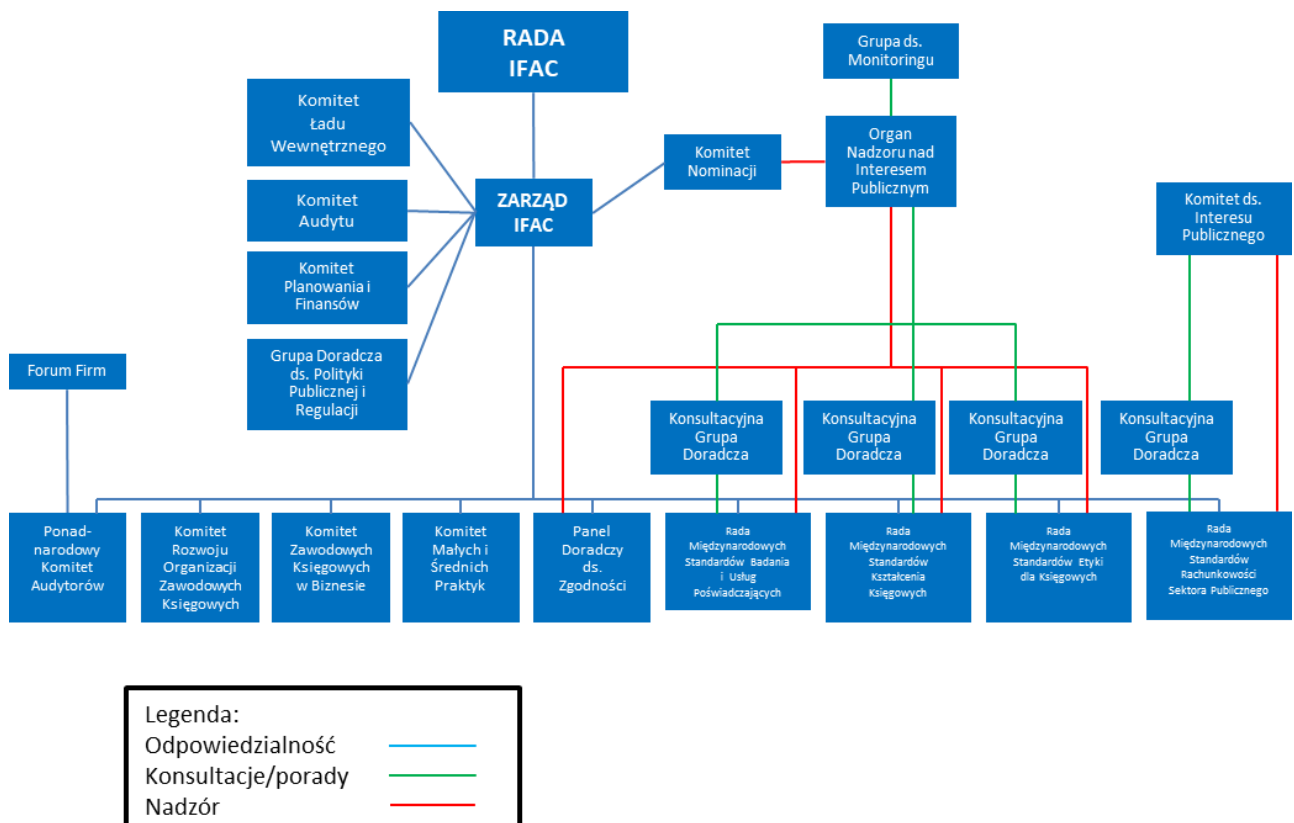 RADA
IFAC
Grupa ds.
Monitoringu
Komitet
Ładu
Wewnętrznego
Komitet
Nominacji
Organ
Nadzoru nad
Interesem
Publicznym
Komitet
Audytu
ZARZĄD
IFAC
Komitet ds.
Interesu
Publicznego
Komitet
Planowania i
Finansów
Forum Firm
Grupa Doradcza
ds. Polityki
Publicznej i
Regulacji
Konsultacyjna
Grupa
Doradcza
Konsultacyjna
Grupa
Doradcza
Konsultacyjna
Grupa
Doradcza
Konsultacyjna
Grupa
Doradcza
Ponad-
narodowy
Komitet
Audytorów
Komitet
Rozwoju
Organizacji
Zawodowych
Księgowych
Komitet
Zawodowych
Księgowych
w Biznesie
Komitet
Małych i
Średnich
Praktyk
Panel
Doradczy
ds.
Zgodności
Rada
Międzynarodowych
Standardów Badania
i Usług
Poświadczających
Rada
Międzynarodowych
Standardów
Kształcenia
Księgowych
Rada
Międzynarodowych
Standardów Etyki
dla Księgowych
Rada
Międzynarodowych
Standardów
Rachunkowości
Sektora Publicznego
Legenda:
Odpowiedzialność
Konsultacje/porady
Nadzór